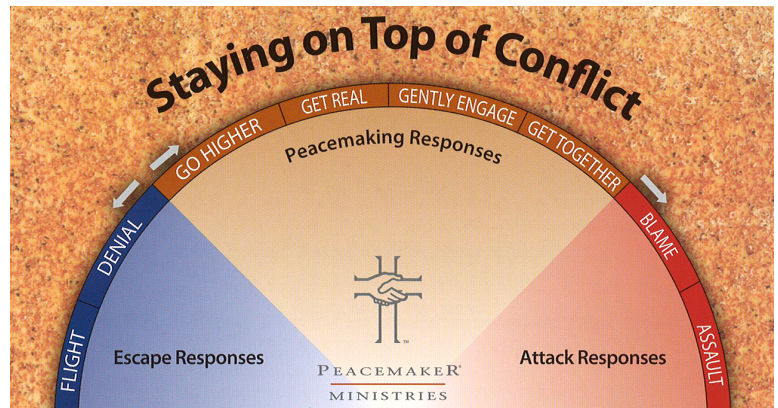 Staying on Top of Conflict
FLIGHT
DENIAL
GO HIGHER
GET REAL
GENTLY ENGAGE
GET TOGETHER
BLAME
ASSAULT
Peacemaking Responses
Escape Responses
Attack Responses
TM
PEACEMAKER®
MINISTRIES